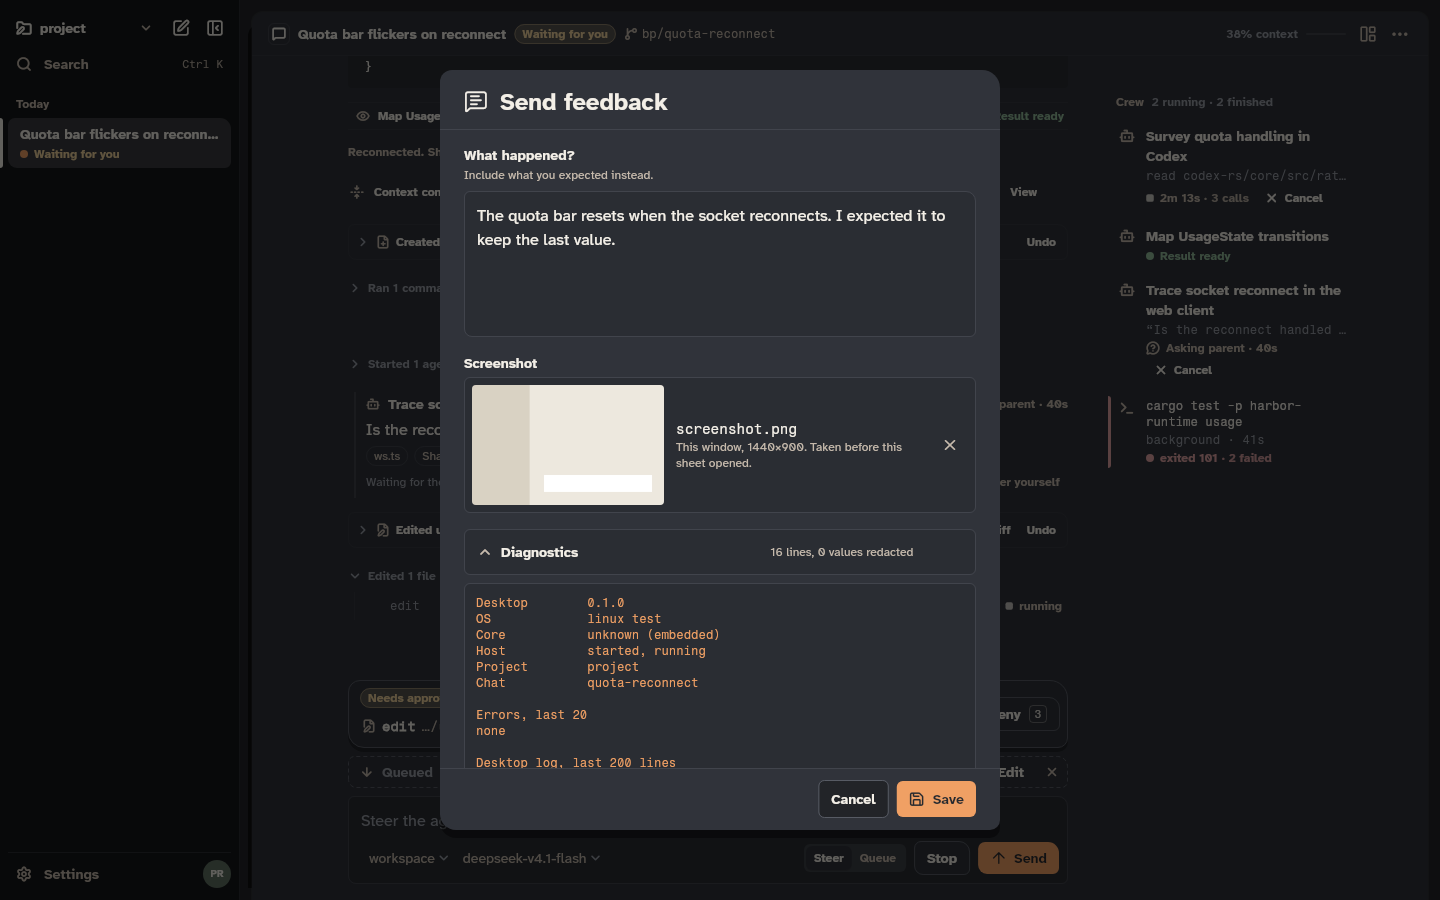 project
Search
Ctrl K
Today
Quota bar flickers on reconn…
Waiting for you
Settings
PR
Quota bar flickers on reconnect
Waiting for you
bp/quota-reconnect
38% context
}
Map Usage
esult ready
Reconnected. Sh
Context con
View
Created
Undo
Ran 1 comma
Started 1 age
Trace so
parent · 40s
Is the reco
ws.ts
Sha
Waiting for the
er yourself
Edited u
iff
Undo
Edited 1 file
edit
running
Needs appro
edit …/
eny
3
Queued
Edit
Steer the ag
workspace
deepseek-v4.1-flash
Steer
Queue
Stop
Send
Send feedback
What happened?
Include what you expected instead.
The quota bar resets when the socket reconnects. I expected it to
keep the last value.
Screenshot
screenshot.png
This window, 1440×900. Taken before this
sheet opened.
Diagnostics
16 lines, 0 values redacted
Desktop 0.1.0
OS linux test
Core unknown (embedded)
Host started, running
Project project
Chat quota-reconnect
Errors, last 20
none
Desktop log, last 200 lines
Cancel
Save
Crew 2 running · 2 finished
Survey quota handling in
Codex
read codex-rs/core/src/rat…
2m 13s · 3 calls
Cancel
Map UsageState transitions
Result ready
Trace socket reconnect in the
web client
“Is the reconnect handled …
Asking parent · 40s
Cancel
cargo test -p harbor-
runtime usage
background · 41s
exited 101 · 2 failed